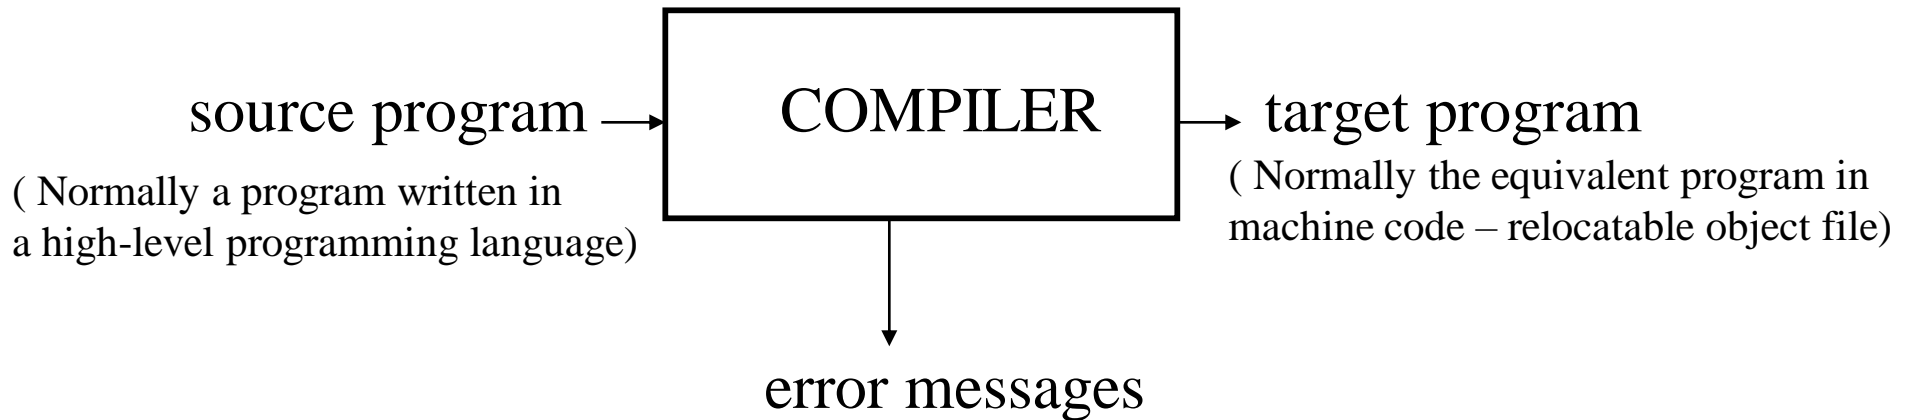 source program
COMPILER
target program
( Normally a program written in
a high-level programming language)
( Normally the equivalent program in
machine code – relocatable object file)
error messages